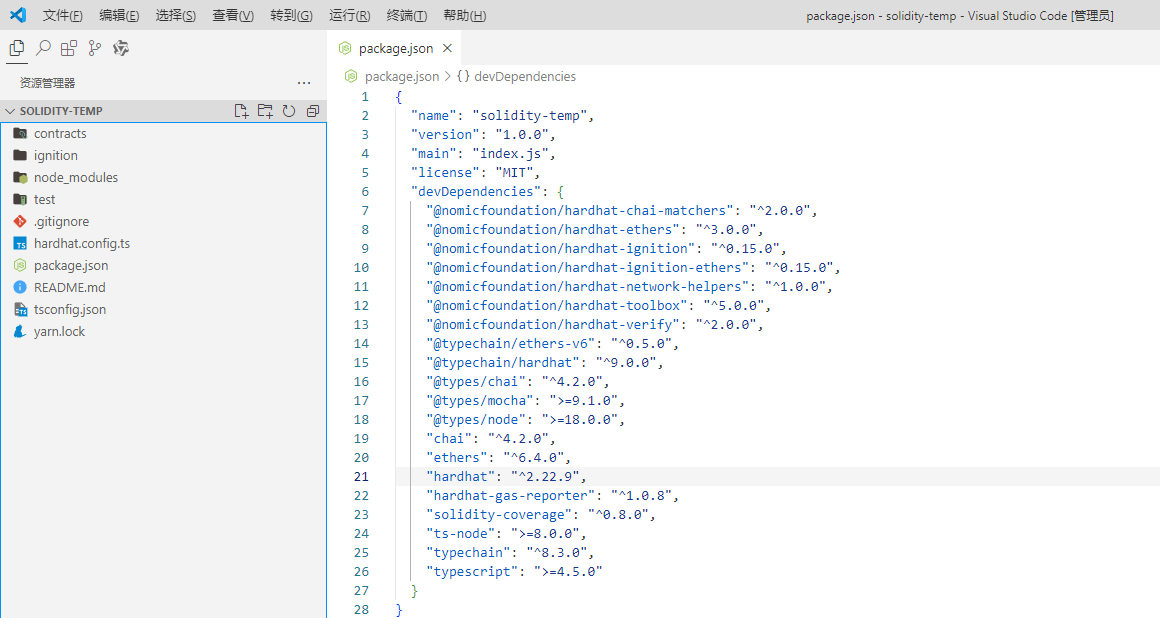 文件(F) 编辑(E) 选择(S) 查看(V) 转到(G) 运行(R) 终端(T) 帮助(H) package.json - solidity-temp - Visual Studio Code [管理员]
资源管理器 ...
SOLIDITY-TEMP
contracts
ignition
node_modules
test
.gitignore
hardhat.config.ts
package.json
README.md
tsconfig.json
yarn.lock
package.json
package.json > {} devDependencies
1 {
2 "name": "solidity-temp",
3 "version": "1.0.0",
4 "main": "index.js",
5 "license": "MIT",
6 "devDependencies": {
7 "@nomicfoundation/hardhat-chai-matchers": "^2.0.0",
8 "@nomicfoundation/hardhat-ethers": "^3.0.0",
9 "@nomicfoundation/hardhat-ignition": "^0.15.0",
10 "@nomicfoundation/hardhat-ignition-ethers": "^0.15.0",
11 "@nomicfoundation/hardhat-network-helpers": "^1.0.0",
12 "@nomicfoundation/hardhat-toolbox": "^5.0.0",
13 "@nomicfoundation/hardhat-verify": "^2.0.0",
14 "@typechain/ethers-v6": "^0.5.0",
15 "@typechain/hardhat": "^9.0.0",
16 "@types/chai": "^4.2.0",
17 "@types/mocha": ">=9.1.0",
18 "@types/node": ">=18.0.0",
19 "chai": "^4.2.0",
20 "ethers": "^6.4.0",
21 "hardhat": "^2.22.9",
22 "hardhat-gas-reporter": "^1.0.8",
23 "solidity-coverage": "^0.8.0",
24 "ts-node": ">=8.0.0",
25 "typechain": "^8.3.0",
26 "typescript": ">=4.5.0"
27 }
28 }